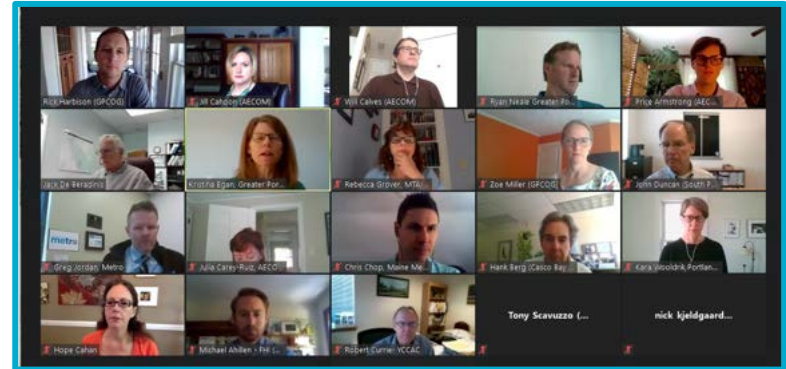 Rick Harbison (GPCOG)
Jill Cahoon (AECOM)
Will Calves (AECOM)
Ryan Neale Greater Po...
Price Armstrong (AEC...
Jack De Beradinis
Kristina Egan, Greater Por...
Rebecca Grover, MTA
Zoe Miller (GPCOG)
John Duncan (South P...
metro
Greg Jordan, Metro
Julia Carey-Ruiz, AECO...
Chris Chop, Maine Me...
Hank Berg (Casco Bay
Kara Wooldrik, Portlan...
Hope Cahan
Michael Ahillen - FHI (...
Robert Currie- YCCAC
Tony Scavuzzo (...
nick kjeldgaard...